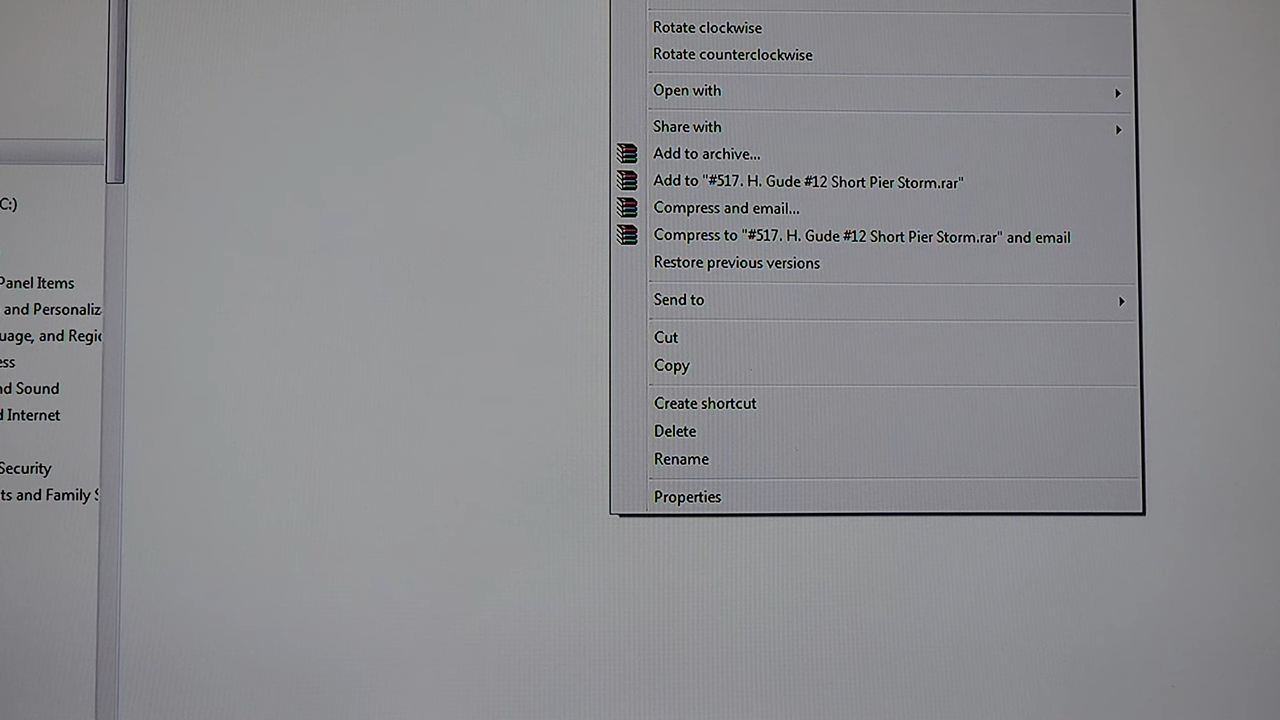 Rotate clockwise
Rotate counterclockwise
Open with
Share with
Add to archive...
Add to "#517. H. Gude #12 Short Pier Storm.rar"
Compress and email...
Compress to "#517. H. Gude #12 Short Pier Storm.rar" and email
Restore previous versions
Send to
Cut
Copy
Create shortcut
Delete
Rename
Properties
C:)
Panel Items
and Personaliz
uage, and Regi
ess
nd Sound
d Internet
Security
ts and Family S